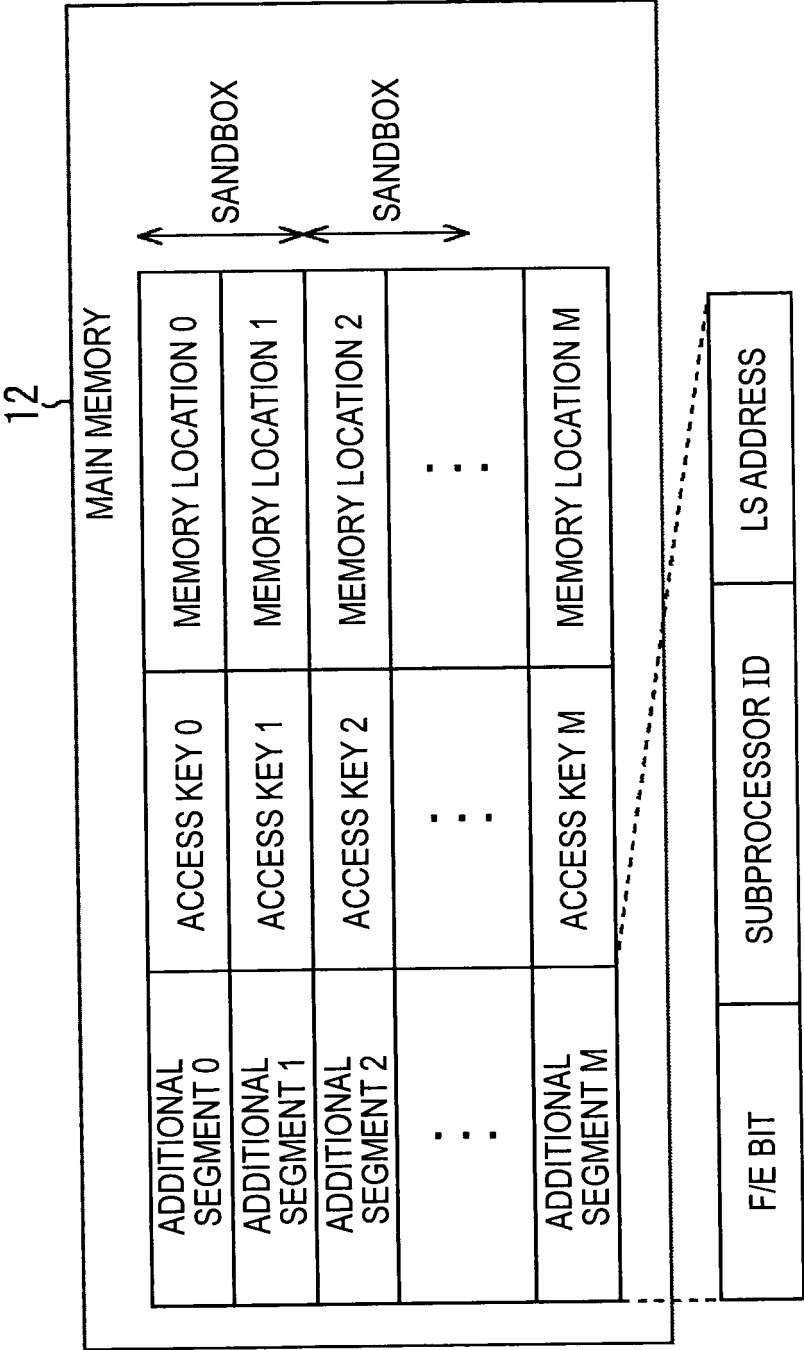 12
MAIN MEMORY
ADDITIONAL
SEGMENT 0
ACCESS KEY 0
MEMORY LOCATION 0
SANDBOX
ADDITIONAL
SEGMENT 1
ACCESS KEY 1
MEMORY LOCATION 1
ADDITIONAL
SEGMENT 2
ACCESS KEY 2
MEMORY LOCATION 2
SANDBOX
. . .
. . .
. . .
ADDITIONAL
SEGMENT M
ACCESS KEY M
MEMORY LOCATION M
F/E BIT
SUBPROCESSOR ID
LS ADDRESS